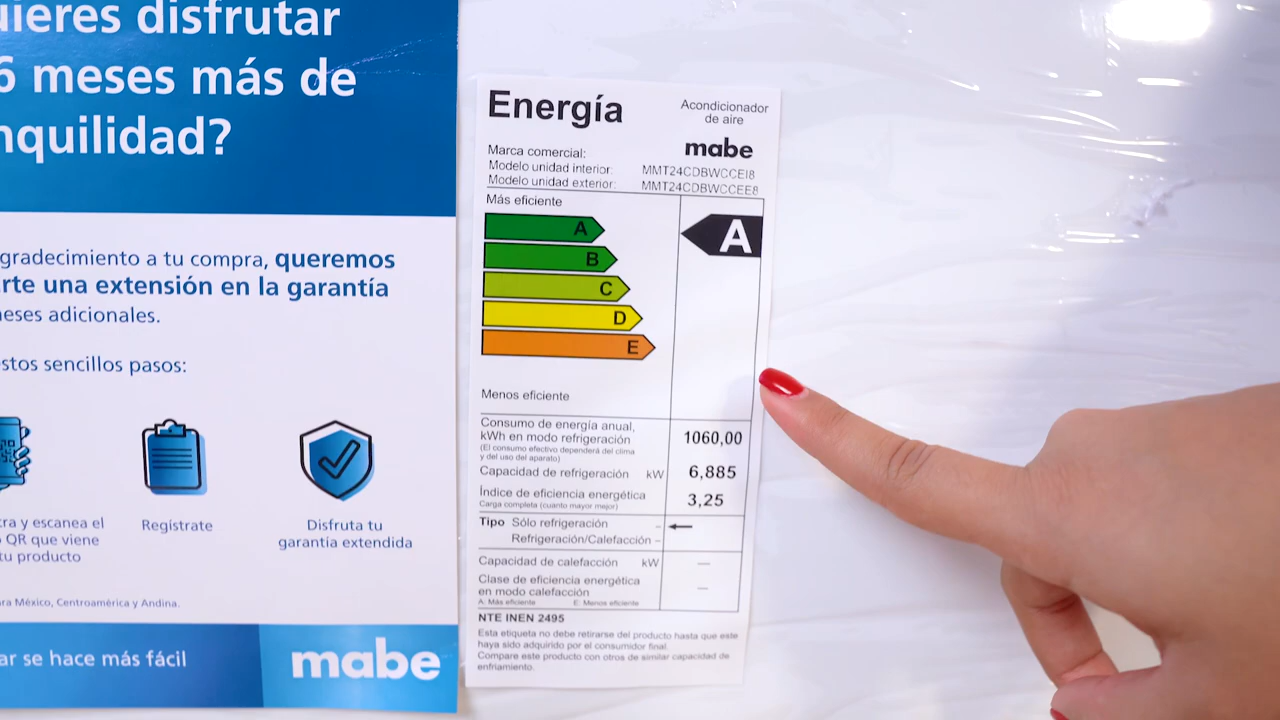 uieres disfrutar
6 meses más de
nquilidad?
gradecimiento a tu compra, queremos
rte una extensión en la garantía
eses adicionales.
stos sencillos pasos:
ra y escanea el
QR que viene
tu producto
Regístrate
Disfruta tu
garantía extendida
ra México, Centroamérica y Andina.
ar se hace más fácil
mabe
Energía
Acondicionador
de aire
mabe
Marca comercial:
Modelo unidad interior: MMT24CDBWCCEI8
Modelo unidad exterior: MMT24CDBWCCEE8
Más eficiente
A
A
B
C
D
E
Menos eficiente
Consumo de energía anual,
kWh en modo refrigeración 1060,00
(El consumo efectivo dependerá del clima
y del uso del aparato)
Capacidad de refrigeración kW 6,885
Índice de eficiencia energética 3,25
Carga completa (cuanto mayor mejor)
Tipo Sólo refrigeración –
Refrigeración/Calefacción –
Capacidad de calefacción kW —
Clase de eficiencia energética
en modo calefacción —
A: Más eficiente E: Menos eficiente
NTE INEN 2495
Esta etiqueta no debe retirarse del producto hasta que este
haya sido adquirido por el consumidor final.
Compare este producto con otros de similar capacidad de
enfriamiento.